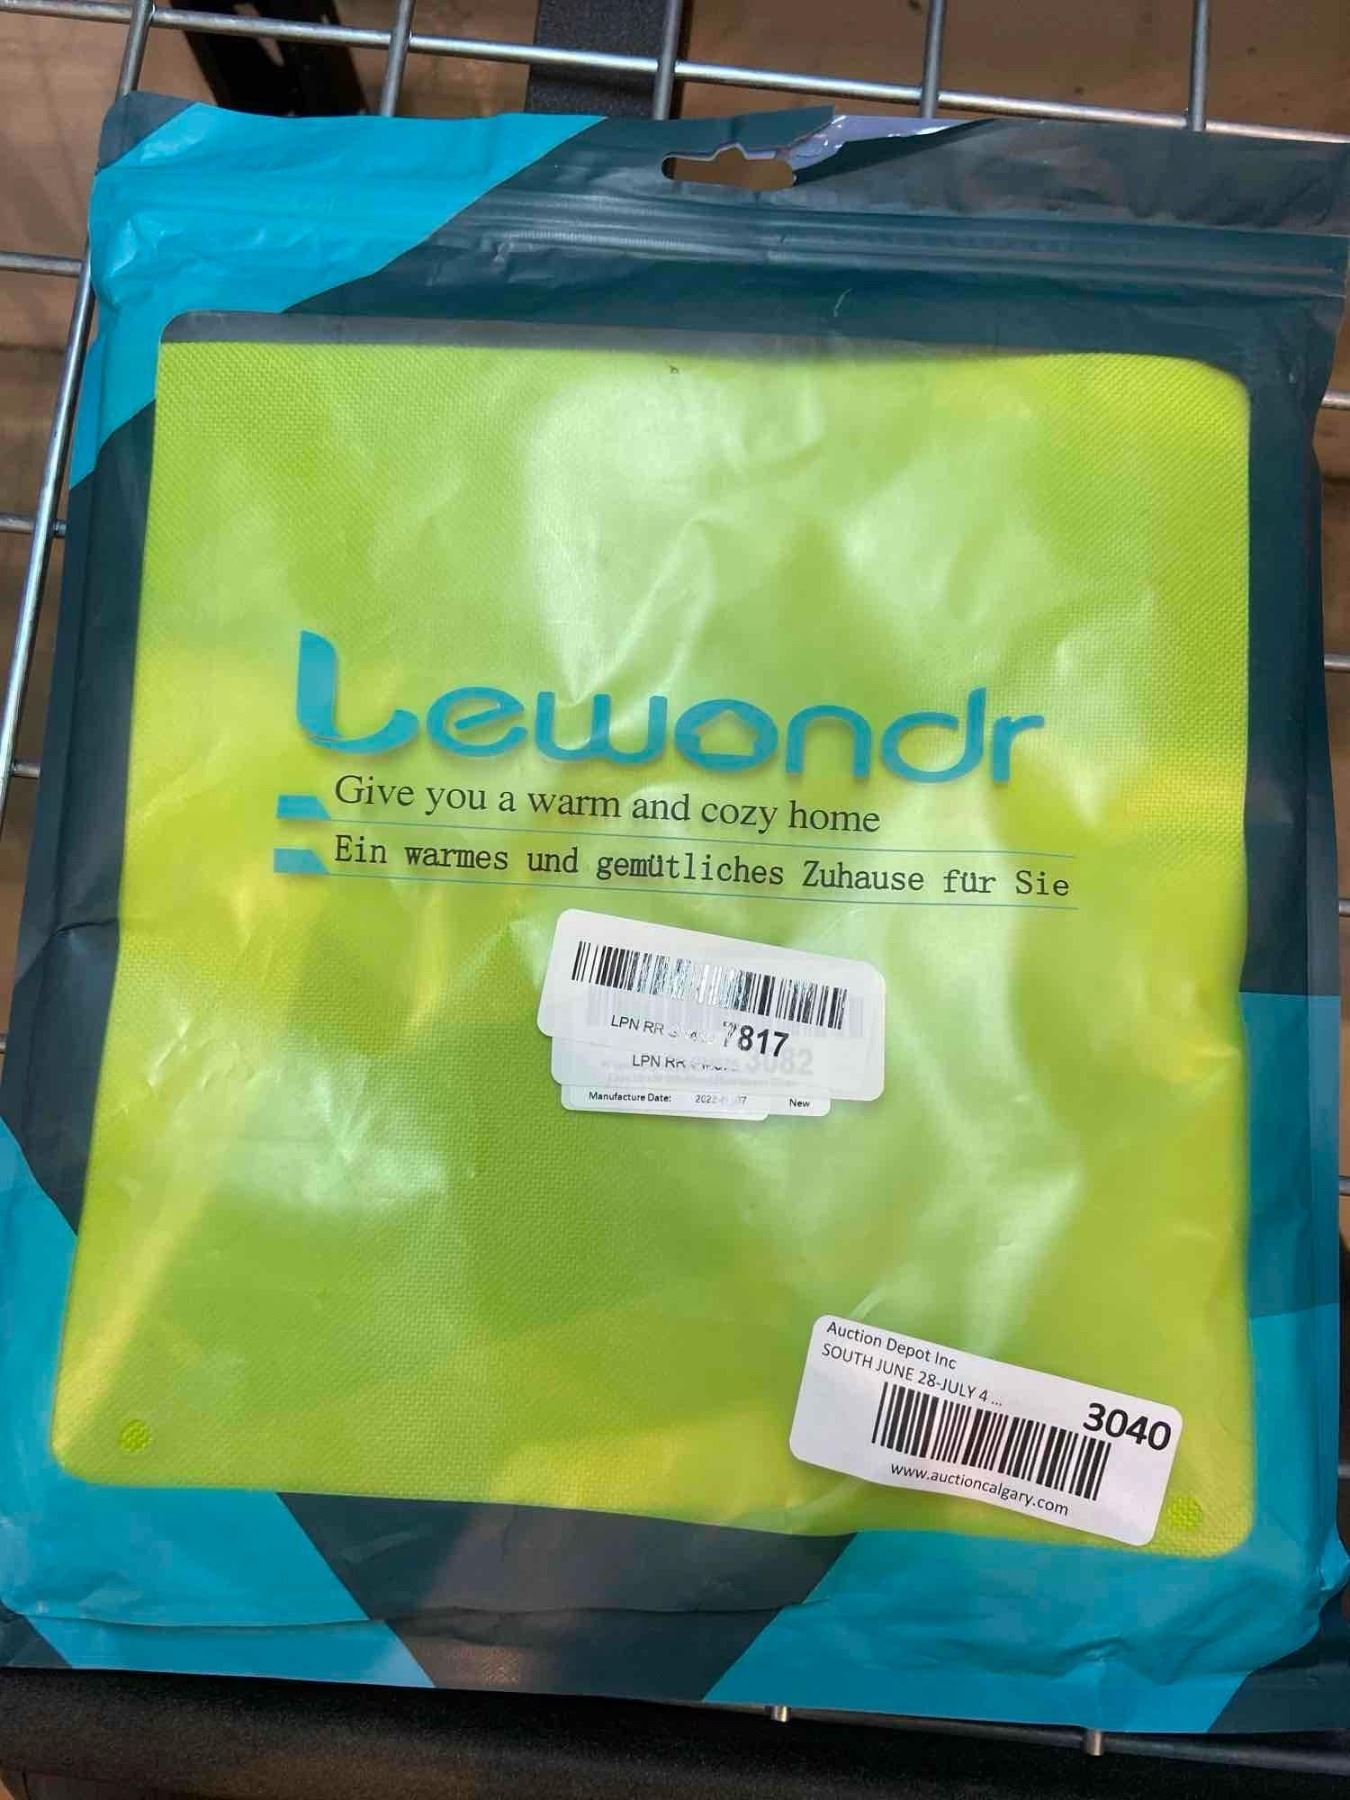 Lewondr
Give you a warm and cozy home
Ein warmes und gemütliches Zuhause für Sie
LPN RR 7817
LPN RR 3082
Manufacture Date: New
Auction Depot Inc
SOUTH JUNE 28-JULY 4 ...
3040
www.auctioncalgary.com